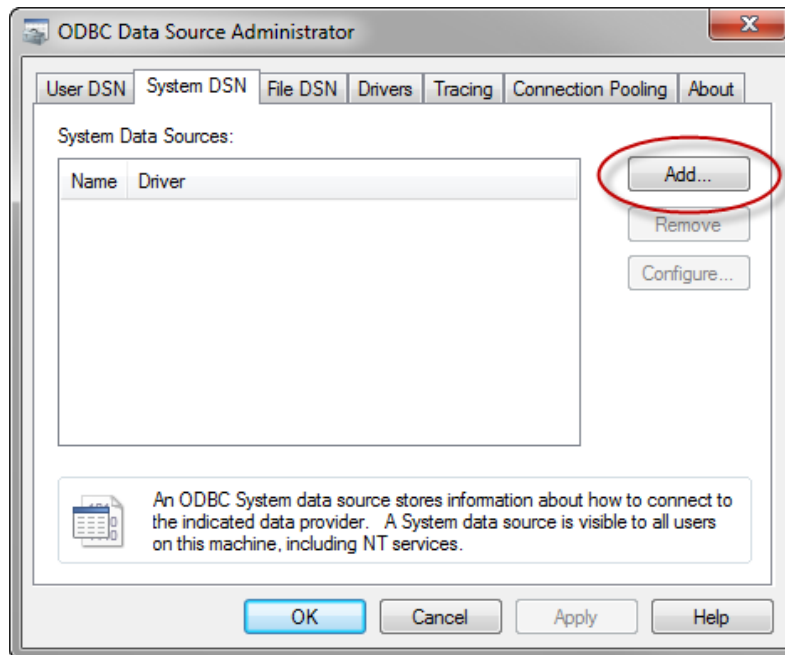 ODBC Data Source Administrator
X
User DSN System DSN File DSN Drivers Tracing Connection Pooling About
System Data Sources:
Name Driver
Add...
Remove
Configure...
An ODBC System data source stores information about how to connect to
the indicated data provider. A System data source is visible to all users
on this machine, including NT services.
OK Cancel Apply Help